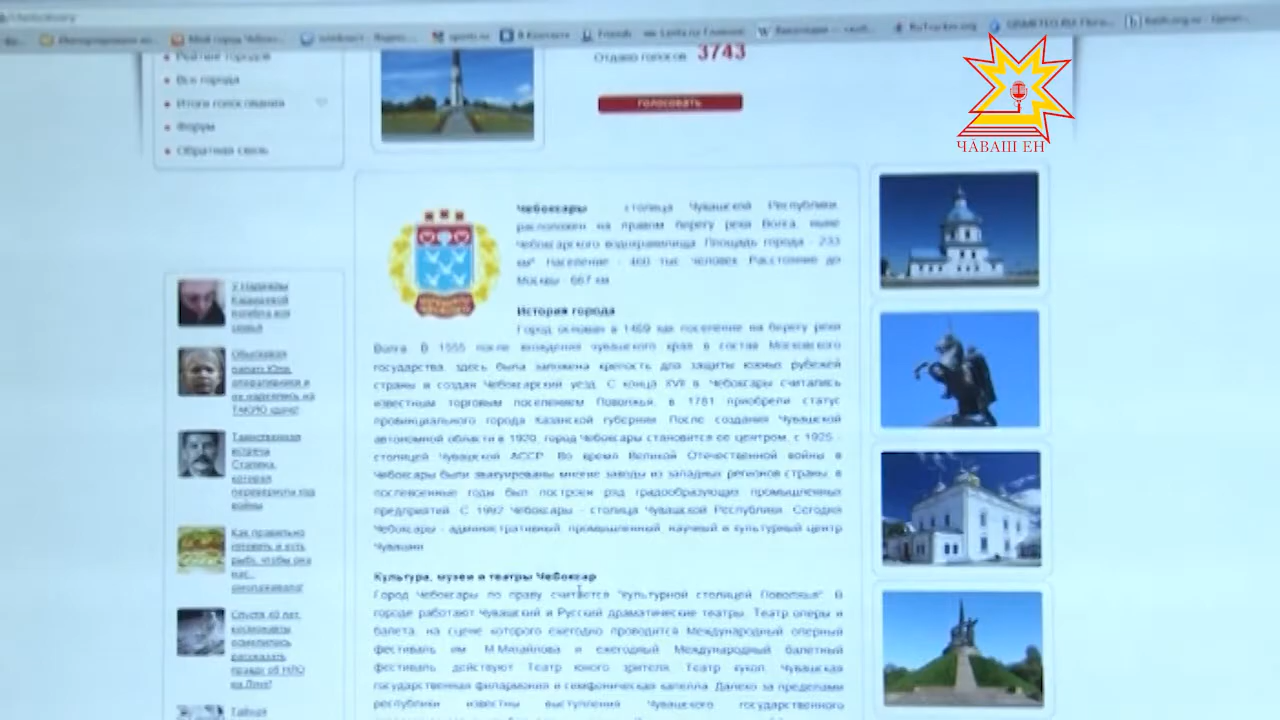 В Контакте
Friends
Рейтинг городов
Все города
Итоги голосования
Форум
Обратная связь
Отдано голосов 3743
голосовать
ЧӐВАШ ЕН
Чебоксары столица Чувашской Республики,
расположен на правом берегу реки Волга, ныне
Чебоксарского водохранилища. Площадь города - 233
км². Население - 460 тыс. человек. Расстояние до
Москвы - 667 км.
История города
Город основан в 1469 как поселение на берегу реки
Волга. В 1555 после вхождения чувашского края в состав Московского
государства, здесь была заложена крепость для защиты южных рубежей
страны и создан Чебоксарский уезд. С конца XVII в. Чебоксары считались
известным торговым поселением Поволжья, в 1781 приобрели статус
провинциального города Казанской губернии. После создания Чувашской
автономной области в 1920, город Чебоксары становится ее центром, с 1925 -
столицей Чувашской АССР. Во время Великой Отечественной войны в
Чебоксары были эвакуированы многие заводы из западных регионов страны, в
послевоенные годы был построен ряд градообразующих промышленных
предприятий. С 1992 Чебоксары - столица Чувашской Республики. Сегодня
Чебоксары - административный, промышленный, научный и культурный центр
Чувашии.
Культура, музеи и театры Чебоксар
Город Чебоксары по праву считается "культурной столицей Поволжья". В
городе работают Чувашский и Русский драматические театры, Театр оперы и
балета, на сцене которого ежегодно проводится Международный оперный
фестиваль им. М.Михайлова и ежегодный Международный балетный
фестиваль, действуют Театр юного зрителя, Театр кукол, Чувашская
государственная филармония и симфоническая капелла. Далеко за пределами
республики известны выступления Чувашского государственного
Таинственная
встреча
Сталина,
которая
перевернула ход
войны
Как правильно
готовить и есть
рыбу, чтобы она
нас...
омолаживала!
Спустя 40 лет,
космонавты
осмелились
рассказать
правду об НЛО
на Луне!